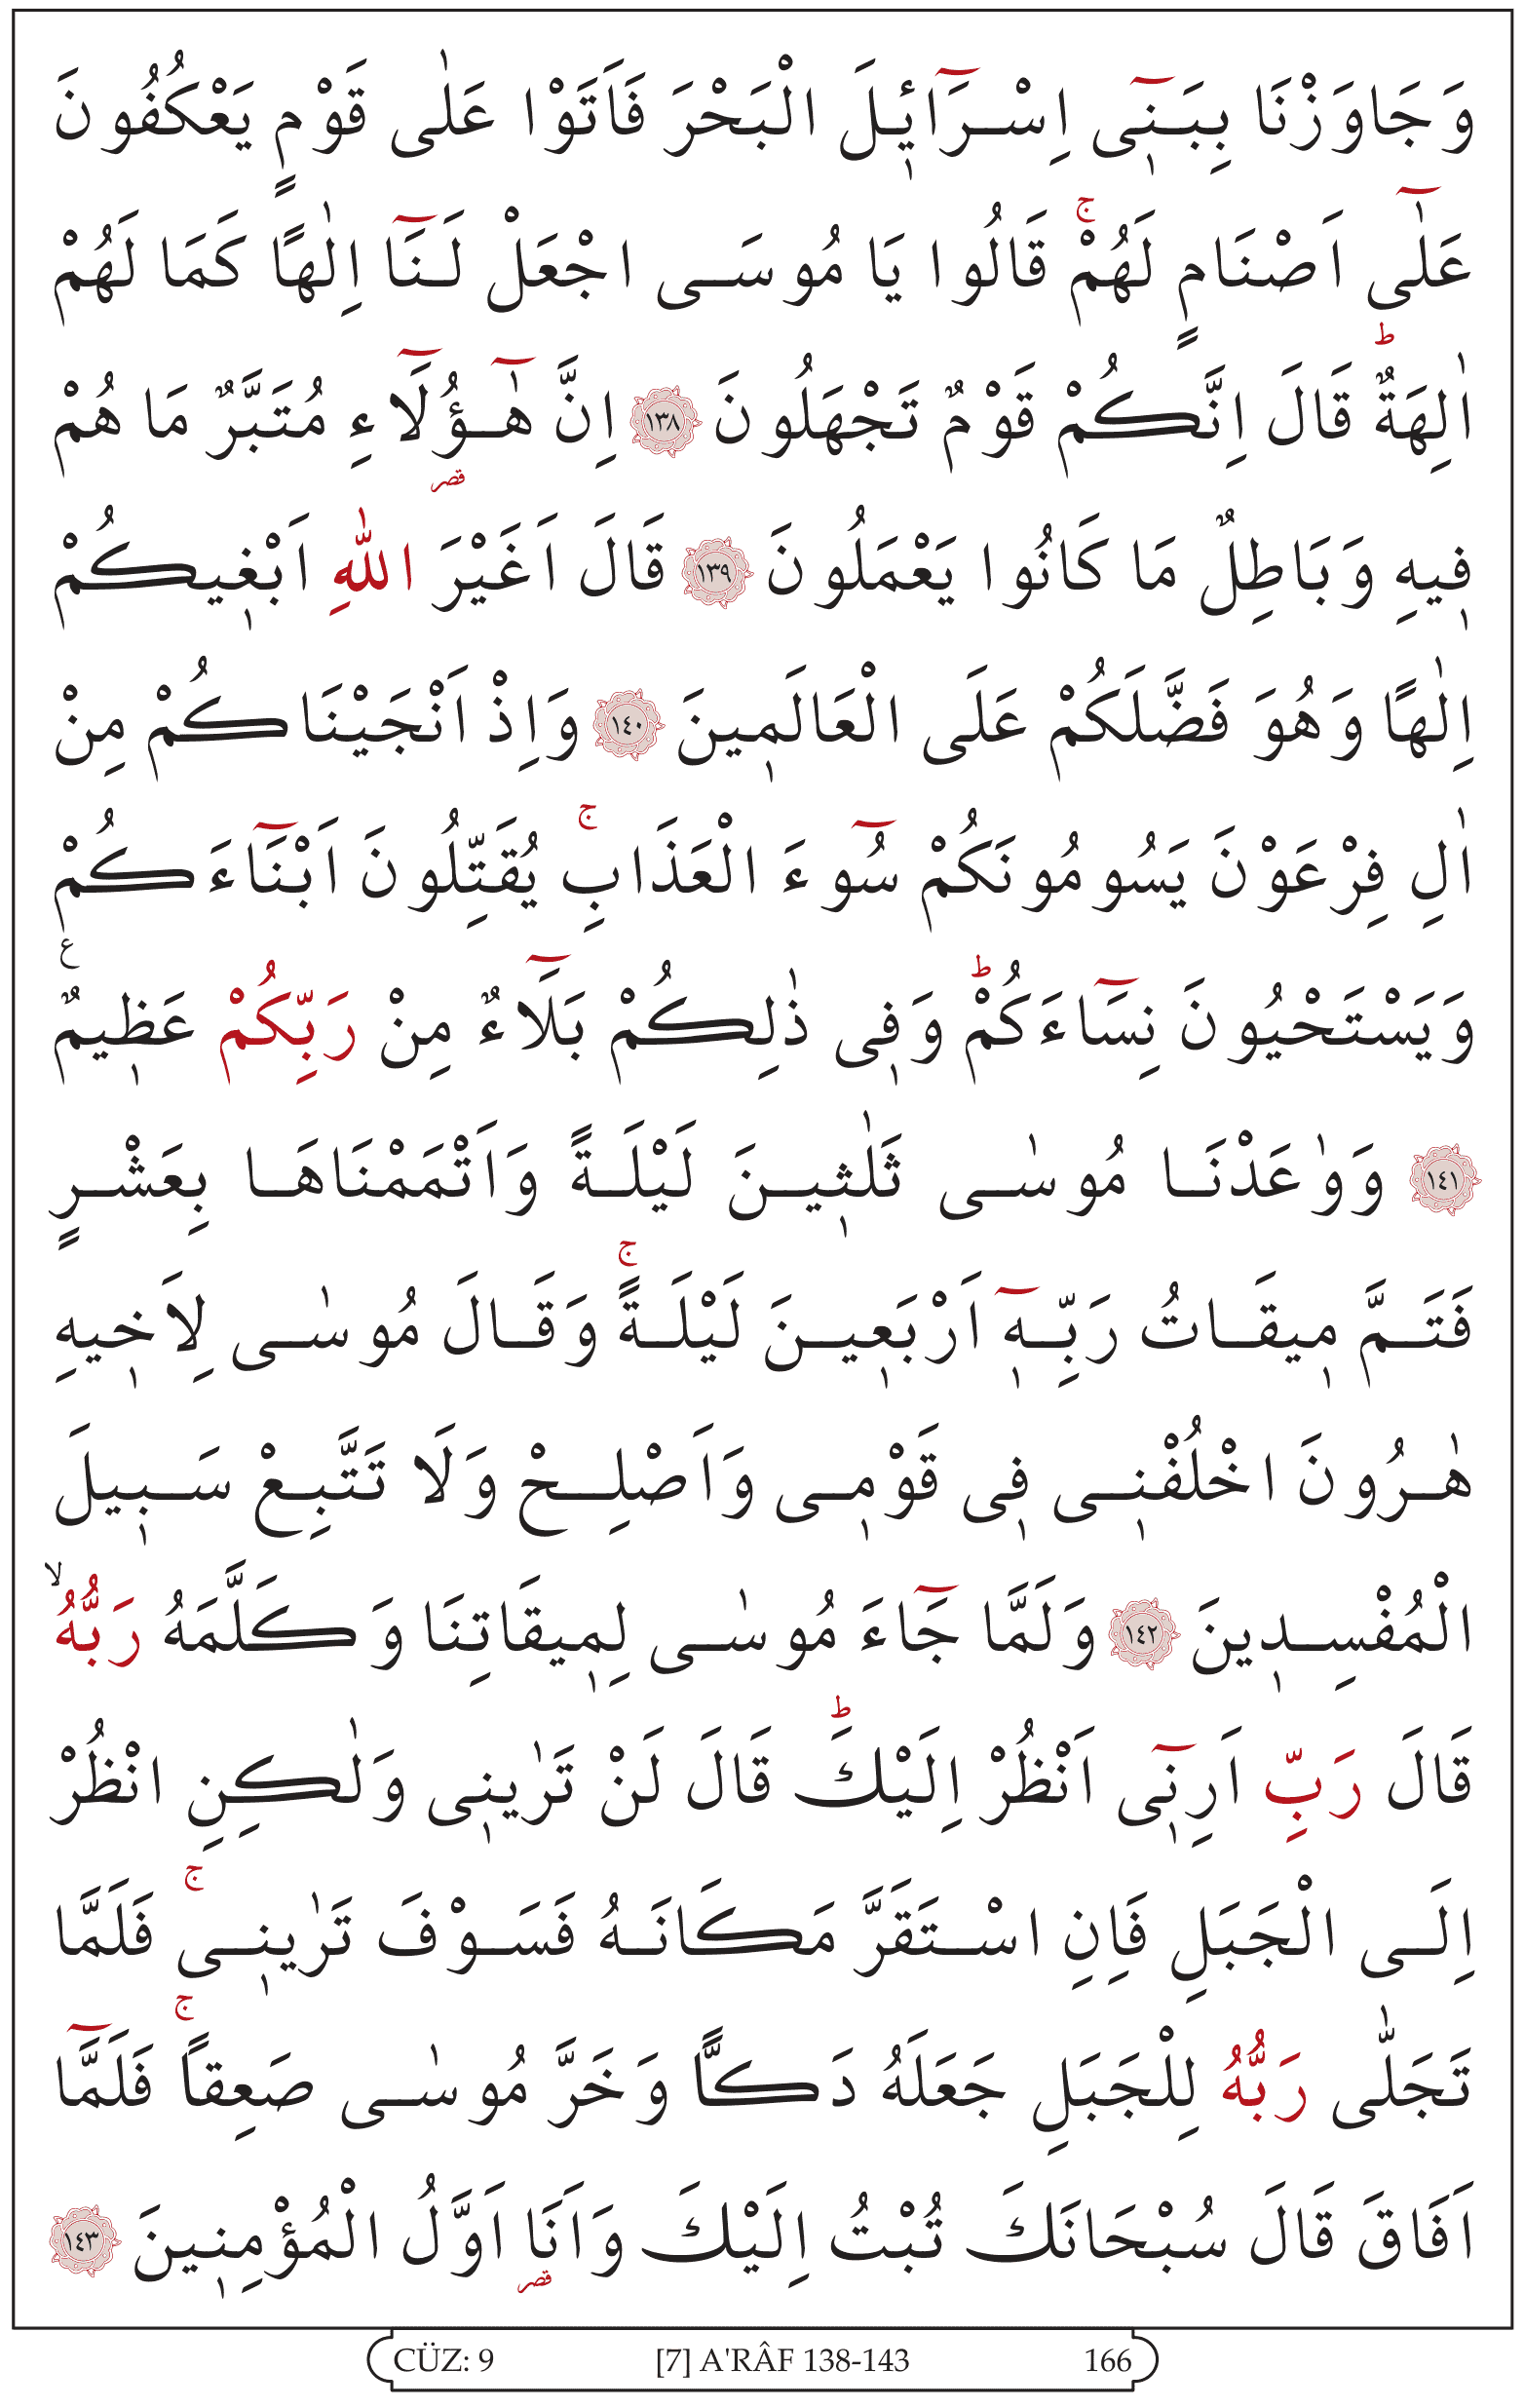 وَجَاوَزْنَا بِبَنٖٓى اِسْرَٓائٖلَ الْبَحْرَ فَاَتَوْا عَلٰى قَوْمٍ يَعْكُفُونَ
عَلٰٓى اَصْنَامٍ لَهُمْۚ قَالُوا يَا مُوسَى اجْعَلْ لَنَٓا اِلٰهًا كَمَا لَهُمْ
اٰلِهَةٌؕ قَالَ اِنَّكُمْ قَوْمٌ تَجْهَلُونَ ﴿١٣٨﴾ اِنَّ هٰٓؤُلَٓاءِ مُتَبَّرٌ مَا هُمْ
قصر
فٖيهِ وَبَاطِلٌ مَا كَانُوا يَعْمَلُونَ ﴿١٣٩﴾ قَالَ اَغَيْرَ اللّٰهِ اَبْغٖيكُمْ
اِلٰهًا وَهُوَ فَضَّلَكُمْ عَلَى الْعَالَمٖينَ ﴿١٤٠﴾ وَاِذْ اَنْجَيْنَاكُمْ مِنْ
اٰلِ فِرْعَوْنَ يَسُومُونَكُمْ سُٓوءَ الْعَذَابِۚ يُقَتِّلُونَ اَبْنَٓاءَكُمْ
وَيَسْتَحْيُونَ نِسَٓاءَكُمْؕ وَفٖى ذٰلِكُمْ بَلَٓاءٌ مِنْ رَبِّكُمْ عَظٖيمٌ ع
﴿١٤١﴾ وَوٰعَدْنَا مُوسٰى ثَلٰثٖينَ لَيْلَةً وَاَتْمَمْنَاهَا بِعَشْرٍ
فَتَمَّ مٖيقَاتُ رَبِّهٖٓ اَرْبَعٖينَ لَيْلَةًۚ وَقَالَ مُوسٰى لِاَخٖيهِ
هٰرُونَ اخْلُفْنٖى فٖى قَوْمٖى وَاَصْلِحْ وَلَا تَتَّبِعْ سَبٖيلَ
الْمُفْسِدٖينَ ﴿١٤٢﴾ وَلَمَّا جَٓاءَ مُوسٰى لِمٖيقَاتِنَا وَكَلَّمَهُ رَبُّهُۙ
قَالَ رَبِّ اَرِنٖٓى اَنْظُرْ اِلَيْكَؕ قَالَ لَنْ تَرٰينٖى وَلٰكِنِ انْظُرْ
اِلَى الْجَبَلِ فَاِنِ اسْتَقَرَّ مَكَانَهُ فَسَوْفَ تَرٰينٖىۚ فَلَمَّا
تَجَلّٰى رَبُّهُ لِلْجَبَلِ جَعَلَهُ دَكًّا وَخَرَّ مُوسٰى صَعِقاًۚ فَلَمَّٓا
اَفَاقَ قَالَ سُبْحَانَكَ تُبْتُ اِلَيْكَ وَاَنَا اَوَّلُ الْمُؤْمِنٖينَ ﴿١٤٣﴾
قصر
CÜZ: 9 [7] A'RÂF 138-143 166